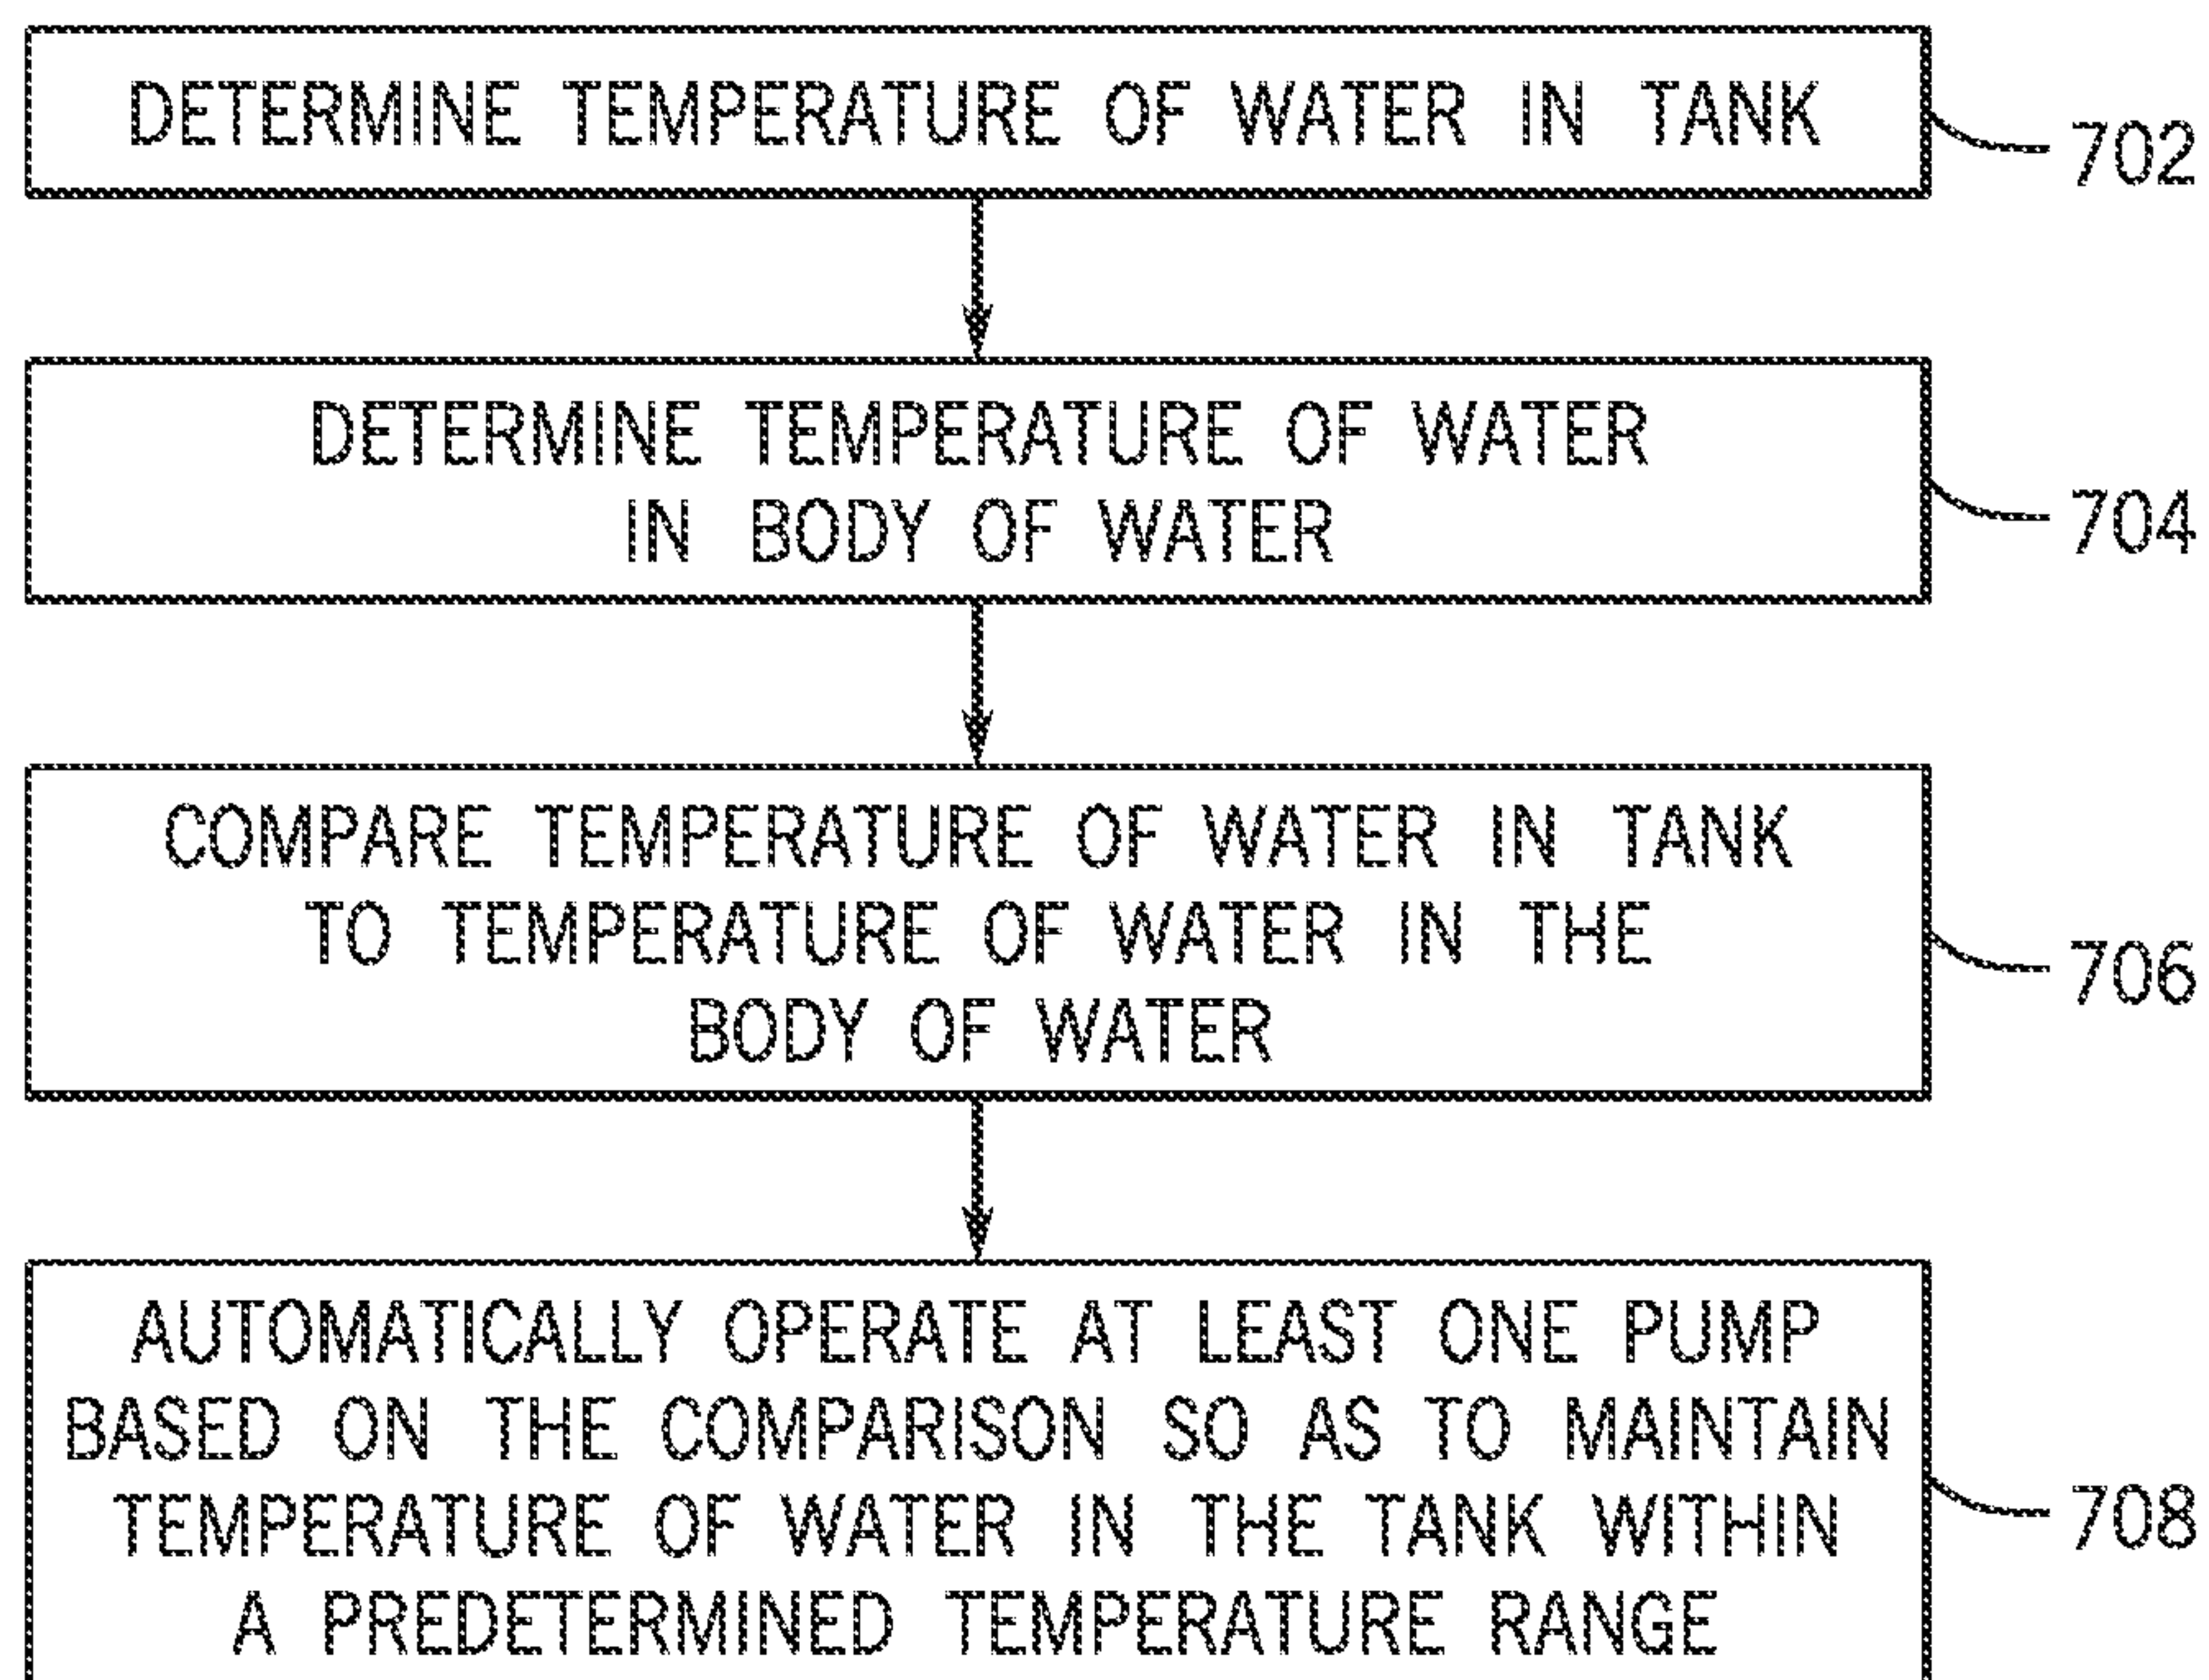 DETERMINE TEMPERATURE OF WATER IN TANK
702
DETERMINE TEMPERATURE OF WATER
IN BODY OF WATER
704
COMPARE TEMPERATURE OF WATER IN TANK
TO TEMPERATURE OF WATER IN THE
BODY OF WATER
706
AUTOMATICALLY OPERATE AT LEAST ONE PUMP
BASED ON THE COMPARISON SO AS TO MAINTAIN
TEMPERATURE OF WATER IN THE TANK WITHIN
A PREDETERMINED TEMPERATURE RANGE
708